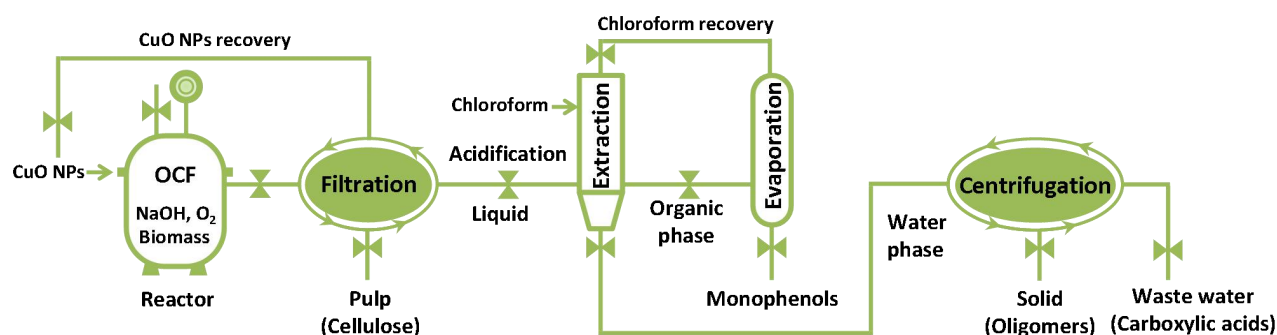 CuO NPs recovery
Chloroform recovery
Chloroform
CuO NPs
OCF
NaOH, O₂
Biomass
Reactor
Filtration
Pulp
(Cellulose)
Acidification
Liquid
Extraction
Organic
phase
Evaporation
Monophenols
Water
phase
Centrifugation
Solid
(Oligomers)
Waste water
(Carboxylic acids)